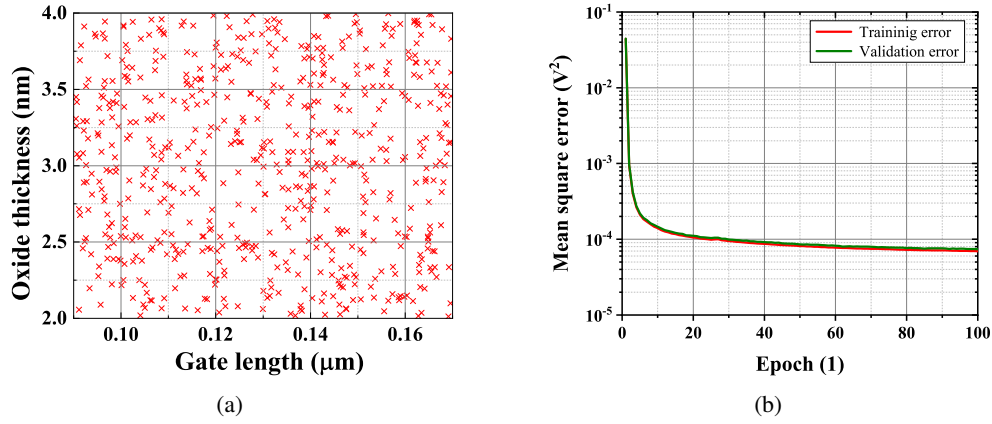 4.0
3.5
3.0
2.5
2.0
Oxide thickness (nm)
0.10
0.12
0.14
0.16
Gate length (μm)
(a)
10⁻¹
10⁻²
10⁻³
10⁻⁴
10⁻⁵
Mean square error (V²)
Traininig error
Validation error
0
20
40
60
80
100
Epoch (1)
(b)